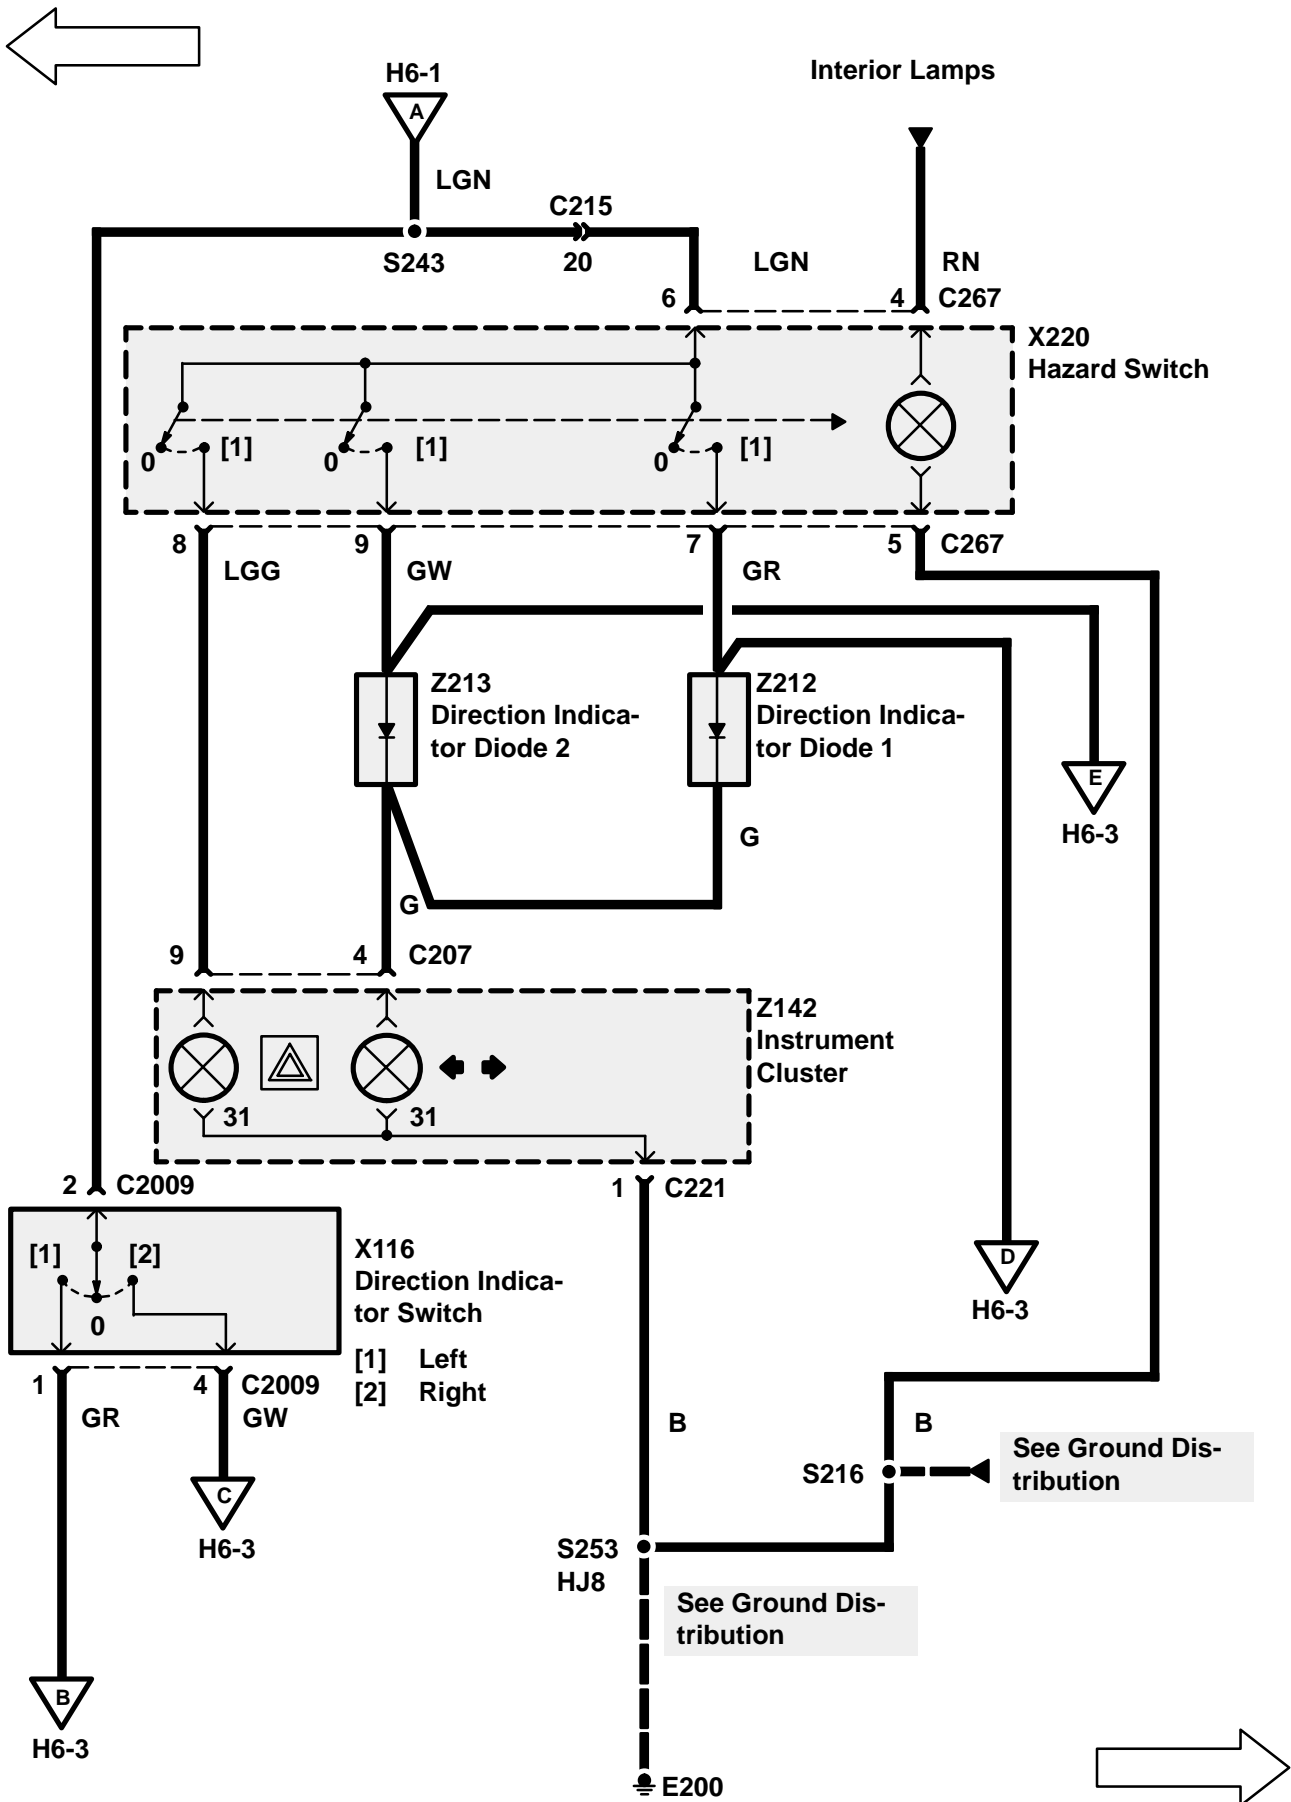 H6-1
Interior Lamps
A
LGN
C215
S243
20
LGN
RN
6
4
C267
X220
Hazard Switch
0
[1]
0
[1]
0
[1]
8
9
7
5
C267
LGG
GW
GR
Z213
Direction Indica-
tor Diode 2
Z212
Direction Indica-
tor Diode 1
E
H6-3
G
G
9
4
C207
Z142
Instrument
Cluster
31
31
2
C2009
1
C221
[1]
[2]
0
X116
Direction Indica-
tor Switch
[1] Left
[2] Right
D
H6-3
1
4
C2009
GR
GW
B
B
See Ground Dis-
tribution
S216
C
H6-3
S253
HJ8
See Ground Dis-
tribution
B
H6-3
E200